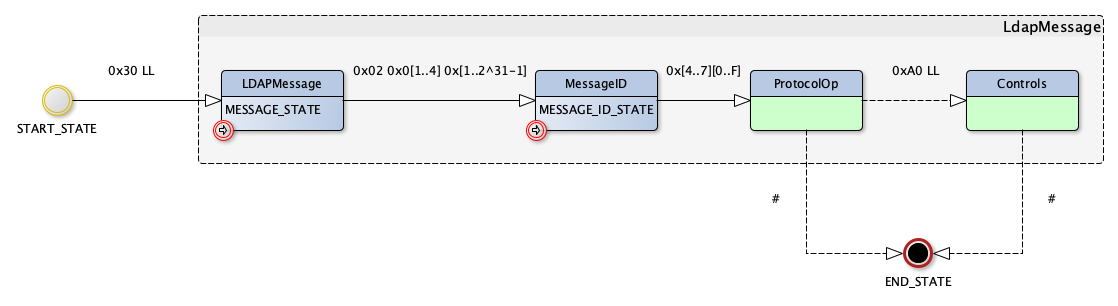 LdapMessage
0x30 LL
LDAPMessage
0x02 0x0[1..4] 0x[1..2^31-1]
MessageID
0x[4..7][0..F]
ProtocolOp
0xA0 LL
Controls
START_STATE
MESSAGE_STATE
MESSAGE_ID_STATE
#
#
END_STATE